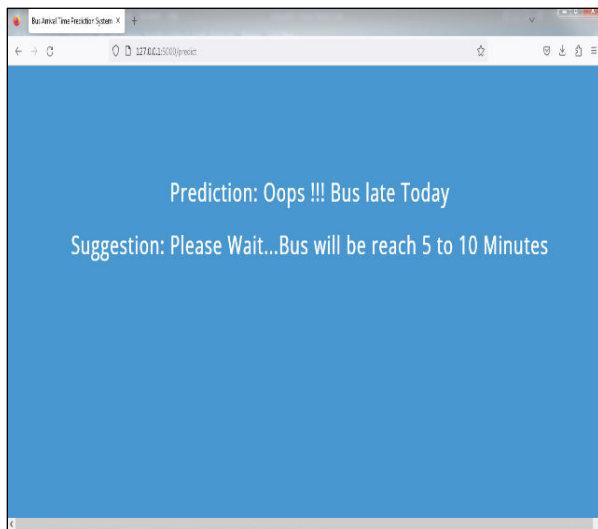 Bus Arrival Time Prediction System
127.0.0.1:5000/predict
Prediction: Oops !!! Bus late Today
Suggestion: Please Wait...Bus will be reach 5 to 10 Minutes